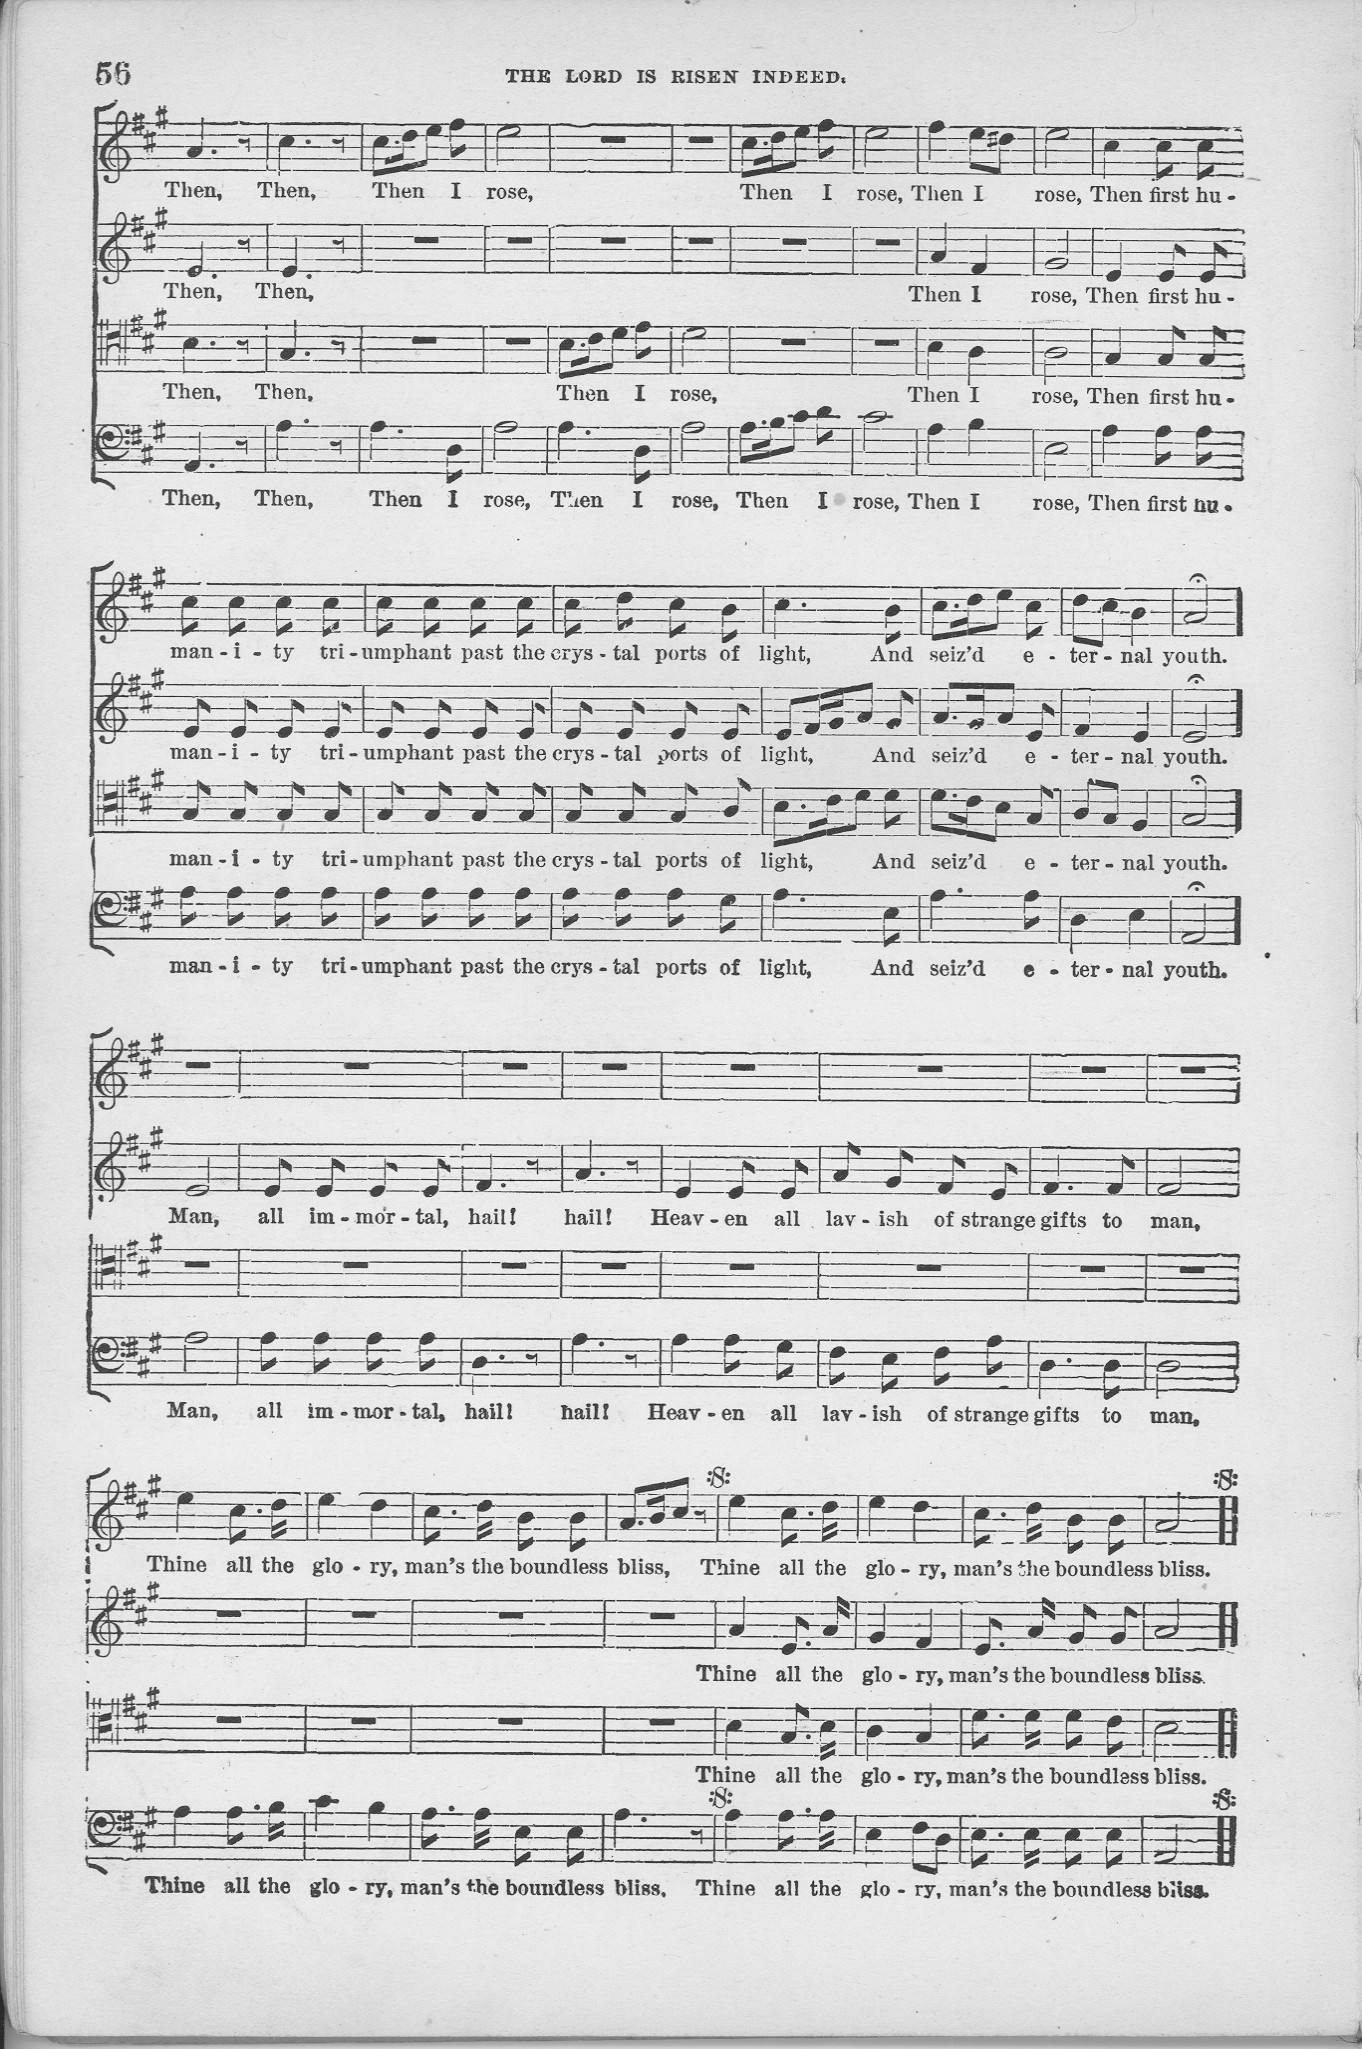 56
THE LORD IS RISEN INDEED.
Then, Then, Then I rose, Then I rose, Then I rose, Then first hu-
Then, Then, Then I rose, Then first hu-
Then, Then, Then I rose, Then I rose, Then first hu-
Then, Then, Then I rose, Then I rose, Then I rose, Then I rose, Then first hu-
man-i-ty tri-umphant past the crys-tal ports of light, And seiz'd e-ter-nal youth.
man-i-ty tri-umphant past the crys-tal ports of light, And seiz'd e-ter-nal youth.
man-i-ty tri-umphant past the crys-tal ports of light, And seiz'd e-ter-nal youth.
man-i-ty tri-umphant past the crys-tal ports of light, And seiz'd e-ter-nal youth.
Man, all im-mor-tal, hail! hail! Heav-en all lav-ish of strange gifts to man,
Man, all im-mor-tal, hail! hail! Heav-en all lav-ish of strange gifts to man,
Thine all the glo-ry, man's the boundless bliss, Thine all the glo-ry, man's the boundless bliss.
Thine all the glo-ry, man's the boundless bliss.
Thine all the glo-ry, man's the boundless bliss.
Thine all the glo-ry, man's the boundless bliss, Thine all the glo-ry, man's the boundless bliss.